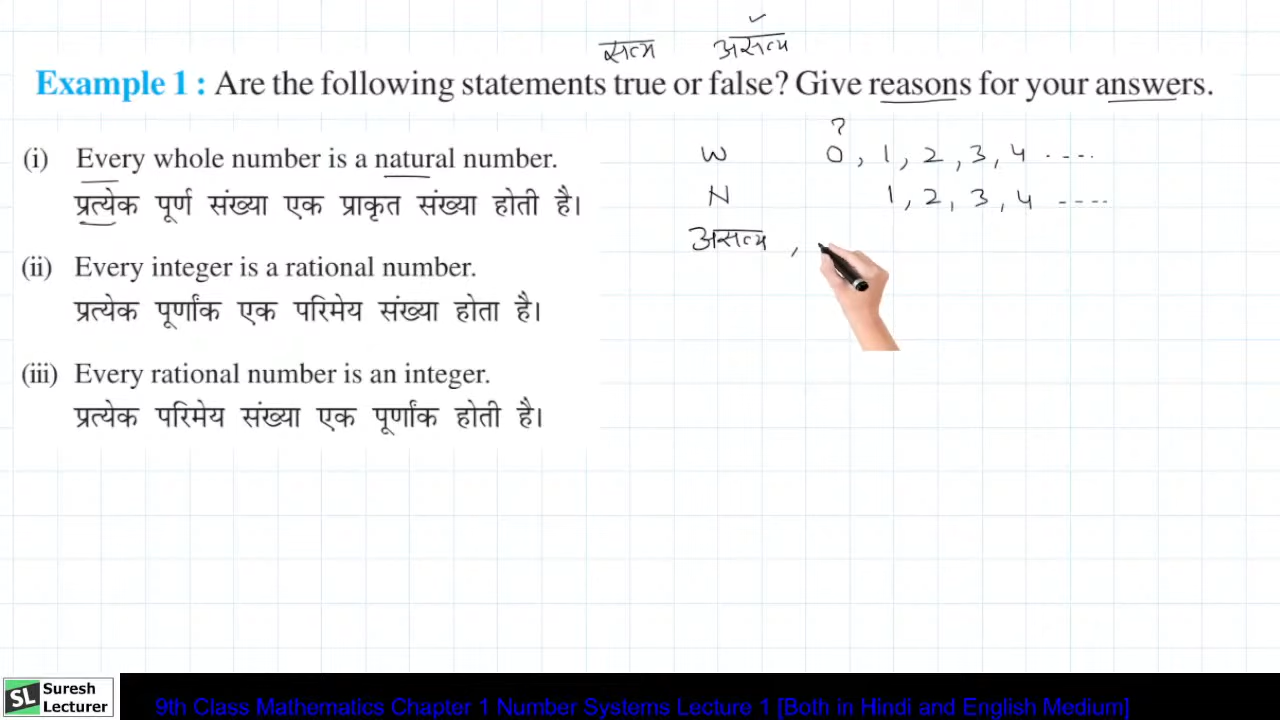 सत्य असत्य
Example 1 : Are the following statements true or false? Give reasons for your answers.
(i) Every whole number is a natural number.
प्रत्येक पूर्ण संख्या एक प्राकृत संख्या होती है।
(ii) Every integer is a rational number.
प्रत्येक पूर्णांक एक परिमेय संख्या होता है।
(iii) Every rational number is an integer.
प्रत्येक परिमेय संख्या एक पूर्णांक होती है।
?
W 0, 1, 2, 3, 4 ....
N 1, 2, 3, 4 ----
असत्य ,
SL Suresh
Lecturer
9th Class Mathematics Chapter 1 Number Systems Lecture 1 [Both in Hindi and English Medium]